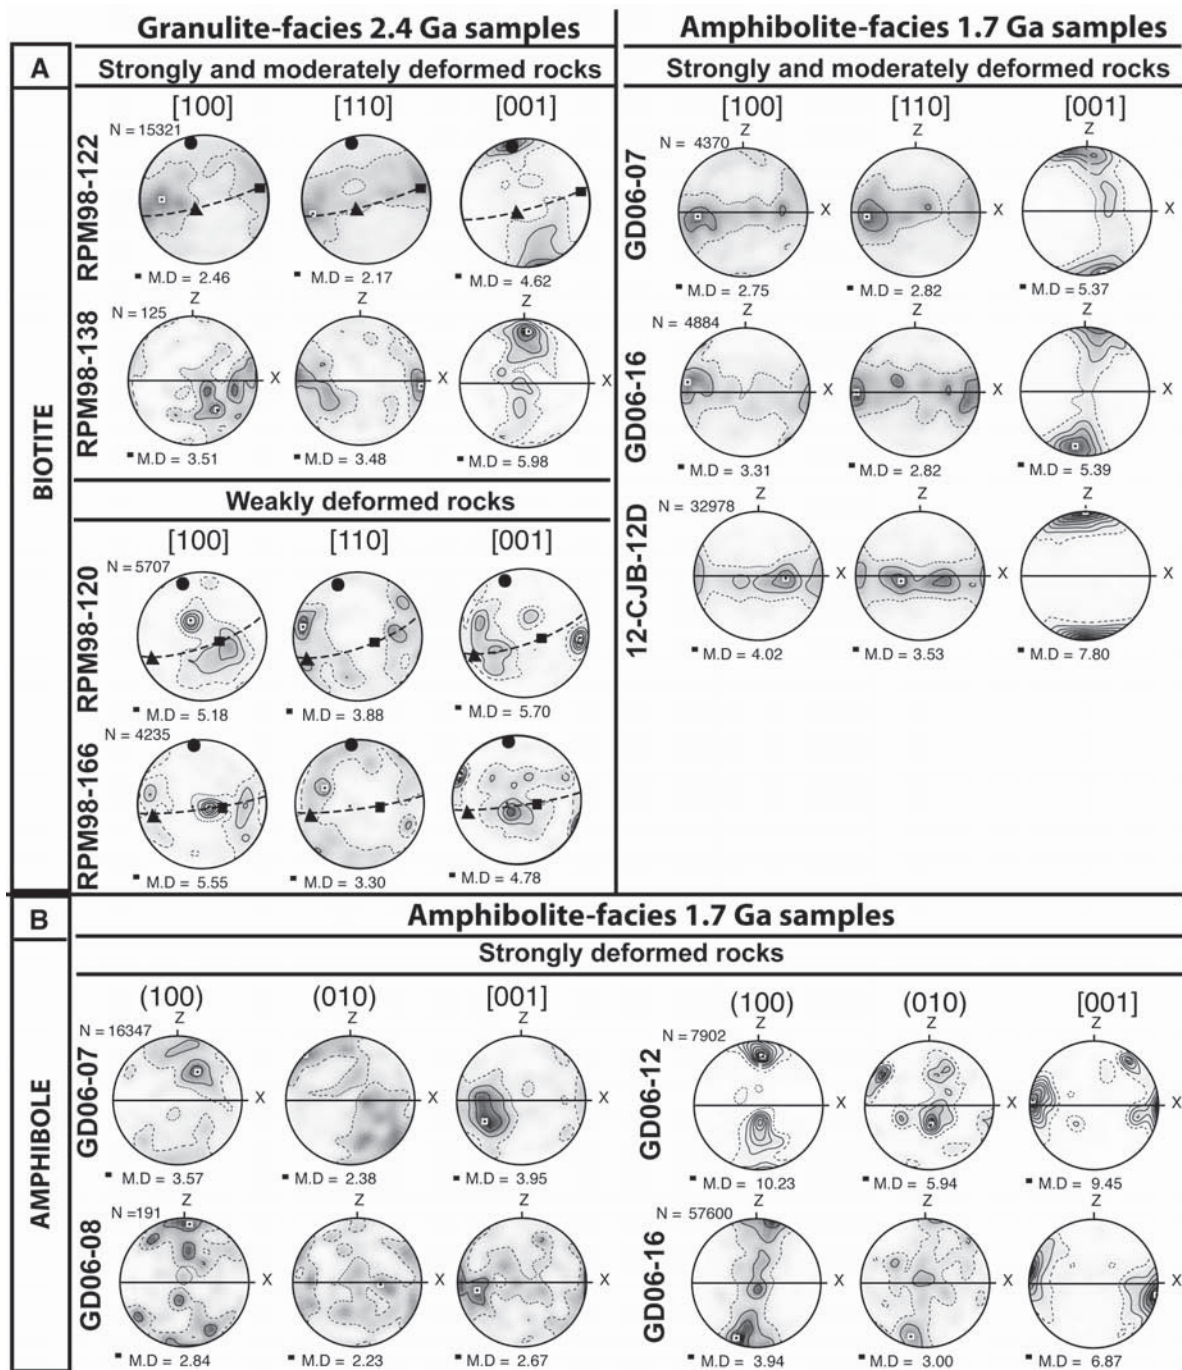 Granulite-facies 2.4 Ga samples
Amphibolite-facies 1.7 Ga samples
A
Strongly and moderately deformed rocks
Strongly and moderately deformed rocks
BIOTITE
[100] [110] [001]
RPM98-122
N = 15321
M.D = 2.46
M.D = 2.17
M.D = 4.62
RPM98-138
N = 125
Z Z
X X
M.D = 3.51
M.D = 3.48
M.D = 5.98
Weakly deformed rocks
[100] [110] [001]
RPM98-120
N = 5707
M.D = 5.18
M.D = 3.88
M.D = 5.70
RPM98-166
N = 4235
M.D = 5.55
M.D = 3.30
M.D = 4.78
[100] [110] [001]
GD06-07
N = 4370
Z Z
X
M.D = 2.75
M.D = 2.82
M.D = 5.37
GD06-16
N = 4884
Z Z
X
M.D = 3.31
M.D = 2.82
M.D = 5.39
12-CJB-12D
N = 32978
Z Z
X
M.D = 4.02
M.D = 3.53
M.D = 7.80
B
Amphibolite-facies 1.7 Ga samples
Strongly deformed rocks
AMPHIBOLE
(100) (010) [001]
GD06-07
N = 16347
Z Z Z
X X X
M.D = 3.57
M.D = 2.38
M.D = 3.95
GD06-08
N =191
Z Z Z
X X X
M.D = 2.84
M.D = 2.23
M.D = 2.67
(100) (010) [001]
GD06-12
N = 7902
Z Z Z
X X X
M.D = 10.23
M.D = 5.94
M.D = 9.45
GD06-16
N = 57600
Z Z Z
X X X
M.D = 3.94
M.D = 3.00
M.D = 6.87